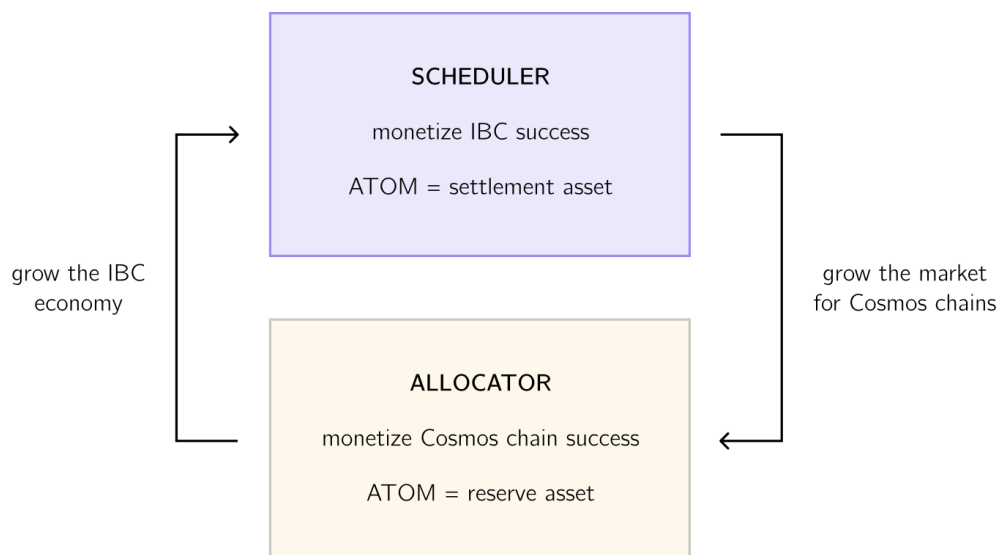 SCHEDULER
monetize IBC success
ATOM = settlement asset
grow the IBC
economy
grow the market
for Cosmos chains
ALLOCATOR
monetize Cosmos chain success
ATOM = reserve asset